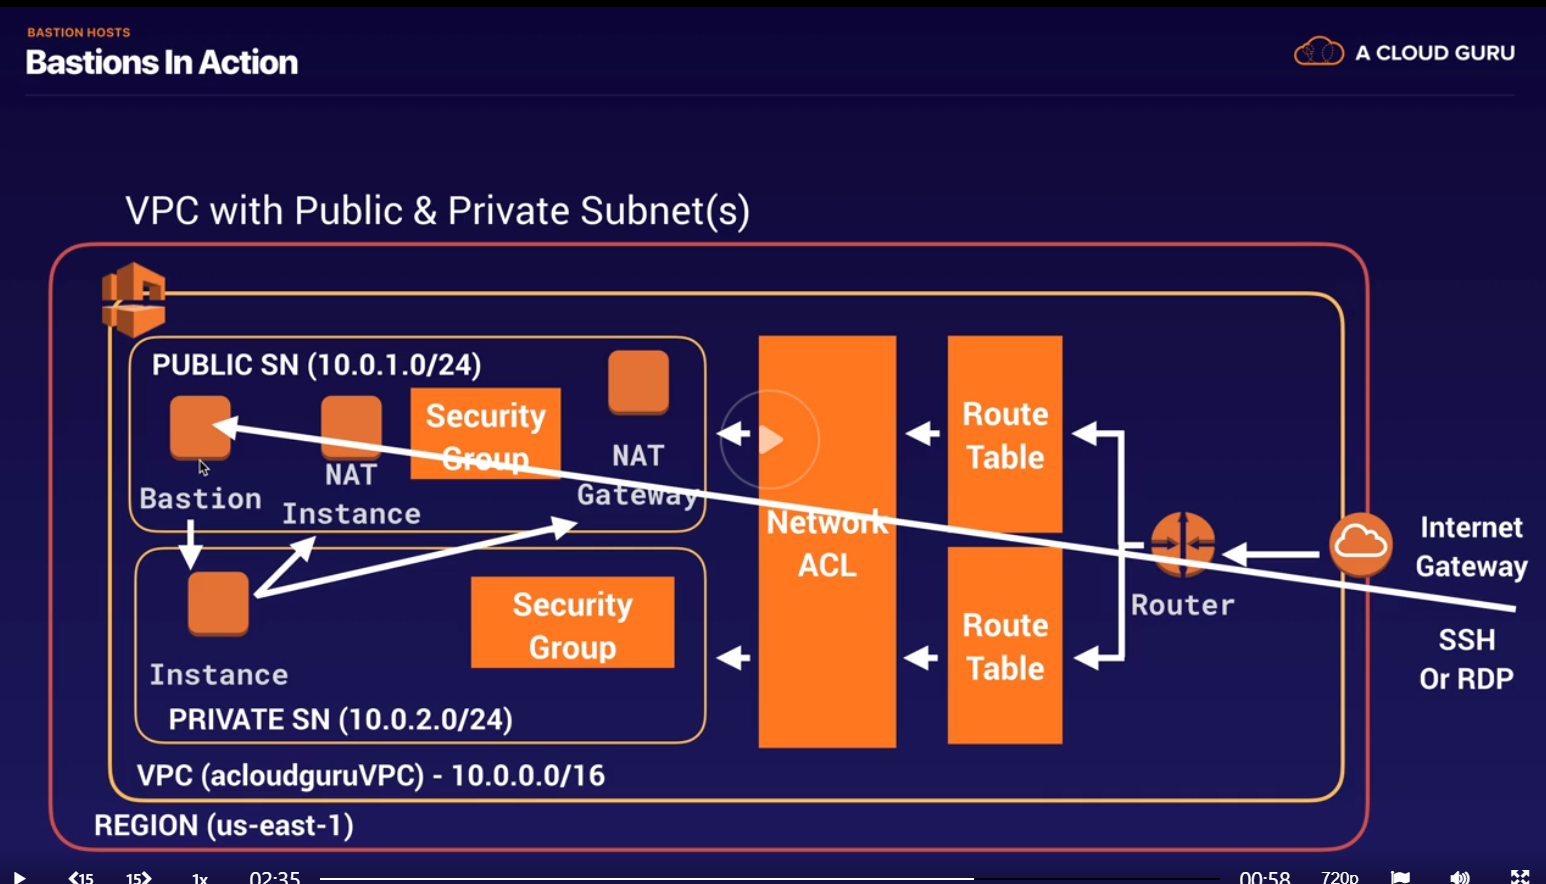 BASTION HOSTS
Bastions In Action
A CLOUD GURU
VPC with Public & Private Subnet(s)
PUBLIC SN (10.0.1.0/24)
Security
Group
NAT
Gateway
NAT
Instance
Bastion
Instance
Security
Group
PRIVATE SN (10.0.2.0/24)
Network
ACL
Route
Table
Route
Table
Router
Internet
Gateway
SSH
Or RDP
VPC (acloudguruVPC) - 10.0.0.0/16
REGION (us-east-1)
15
15
1x
02:35
00:58
720p